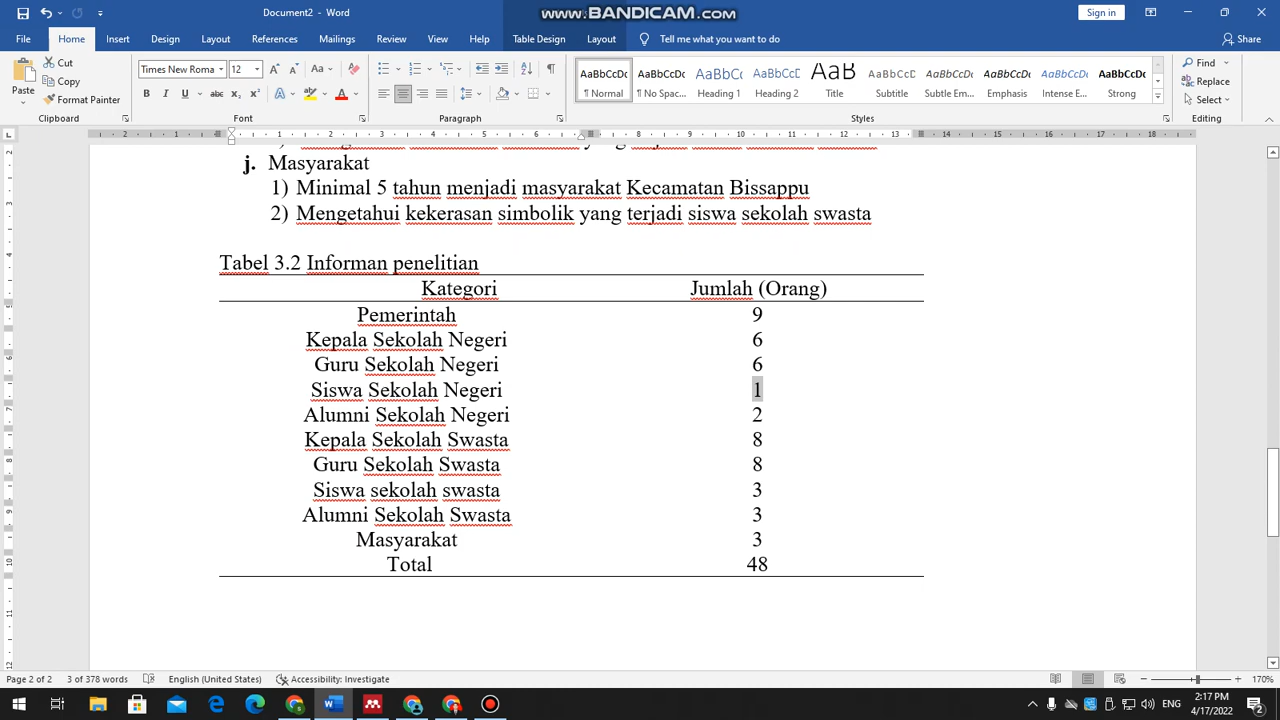 Document2 - Word
www.BANDICAM.com
Table Tools
Sign in
File Home Insert Design Layout References Mailings Review View Help Table Design Layout Tell me what you want to do Share
Paste
Cut
Copy
Format Painter
Clipboard
Times New Roma 12
Font
Paragraph
AaBbCcDc ¶ Normal
AaBbCcDc ¶ No Spac...
AaBbCc Heading 1
AaBbCcD Heading 2
AaB Title
AaBbCcD Subtitle
AaBbCcDd Subtle Em...
AaBbCcDd Emphasis
AaBbCcDd Intense E...
AaBbCcDc Strong
Styles
Find
Replace
Select
Editing
j. Masyarakat
1) Minimal 5 tahun menjadi masyarakat Kecamatan Bissappu
2) Mengetahui kekerasan simbolik yang terjadi siswa sekolah swasta
Tabel 3.2 Informan penelitian
Kategori Jumlah (Orang)
Pemerintah 9
Kepala Sekolah Negeri 6
Guru Sekolah Negeri 6
Siswa Sekolah Negeri 1
Alumni Sekolah Negeri 2
Kepala Sekolah Swasta 8
Guru Sekolah Swasta 8
Siswa sekolah swasta 3
Alumni Sekolah Swasta 3
Masyarakat 3
Total 48
Page 2 of 2 3 of 378 words English (United States) Accessibility: Investigate 170%
ENG
2:17 PM
4/17/2022